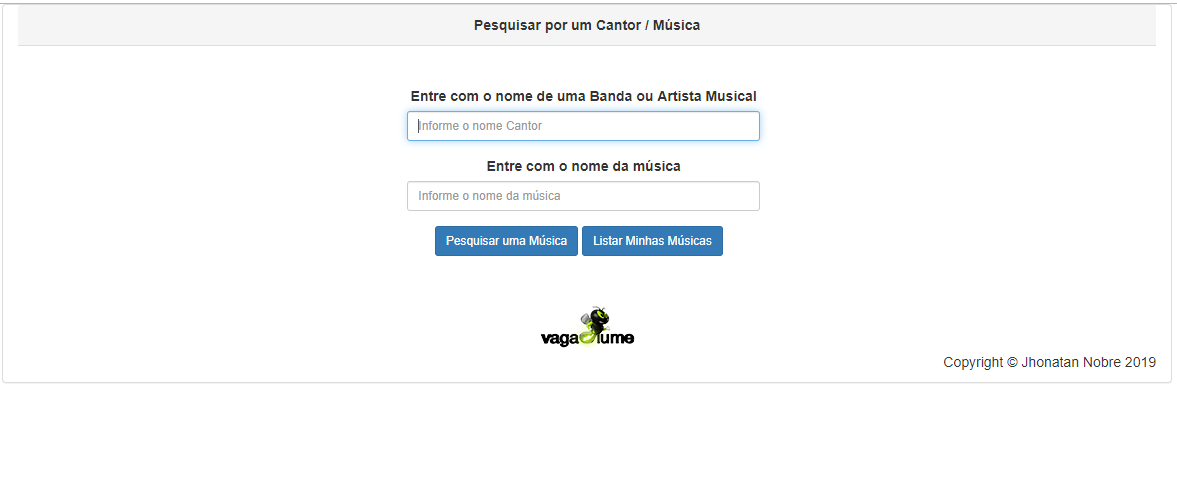 Pesquisar por um Cantor / Música
Entre com o nome de uma Banda ou Artista Musical
Informe o nome Cantor
Entre com o nome da música
Informe o nome da música
Pesquisar uma Música Listar Minhas Músicas
vagalume
Copyright © Jhonatan Nobre 2019